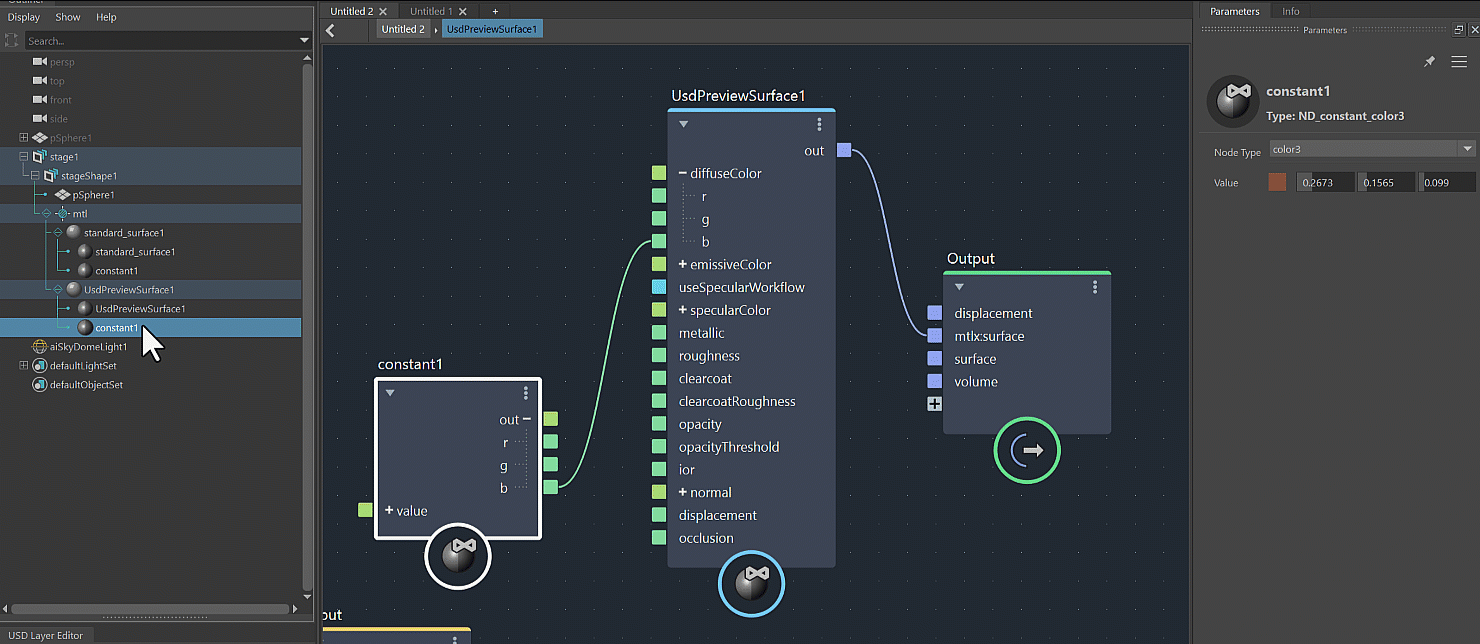 Outliner
Display Show Help
Search...
persp
top
front
side
pSphere1
stage1
stageShape1
pSphere1
mtl
standard_surface1
standard_surface1
constant1
UsdPreviewSurface1
UsdPreviewSurface1
constant1
aiSkyDomeLight1
defaultLightSet
defaultObjectSet
USD Layer Editor
Untitled 2 Untitled 1 +
Untitled 2 UsdPreviewSurface1
UsdPreviewSurface1
out
diffuseColor
r
g
b
emissiveColor
useSpecularWorkflow
specularColor
metallic
roughness
clearcoat
clearcoatRoughness
opacity
opacityThreshold
ior
normal
displacement
occlusion
constant1
out
r
g
b
value
put
Output
displacement
mtlx:surface
surface
volume
Parameters Info
Parameters
constant1
Type: ND_constant_color3
Node Type color3
Value 0.2673 0.1565 0.099